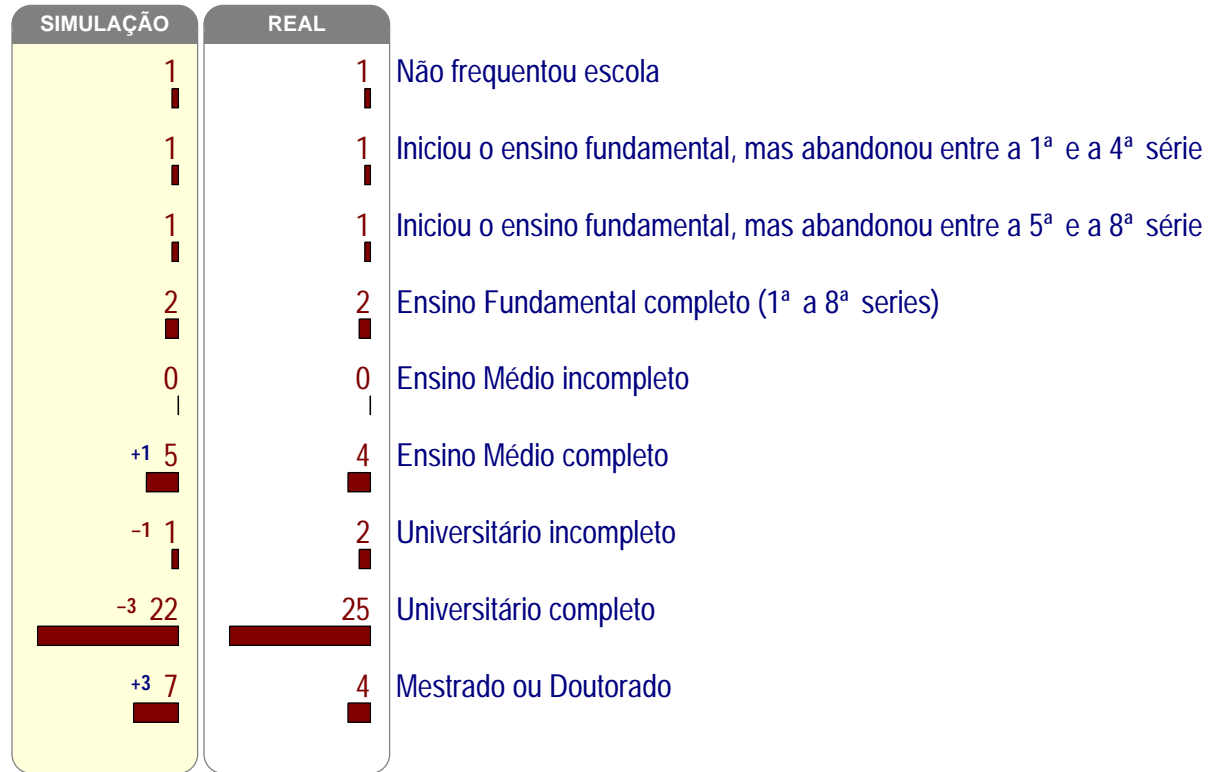 SIMULAÇÃO REAL
1 1 Não frequentou escola
1 1 Iniciou o ensino fundamental, mas abandonou entre a 1ª e a 4ª série
1 1 Iniciou o ensino fundamental, mas abandonou entre a 5ª e a 8ª série
2 2 Ensino Fundamental completo (1ª a 8ª series)
0 0 Ensino Médio incompleto
+1 5 4 Ensino Médio completo
−1 1 2 Universitário incompleto
−3 22 25 Universitário completo
+3 7 4 Mestrado ou Doutorado